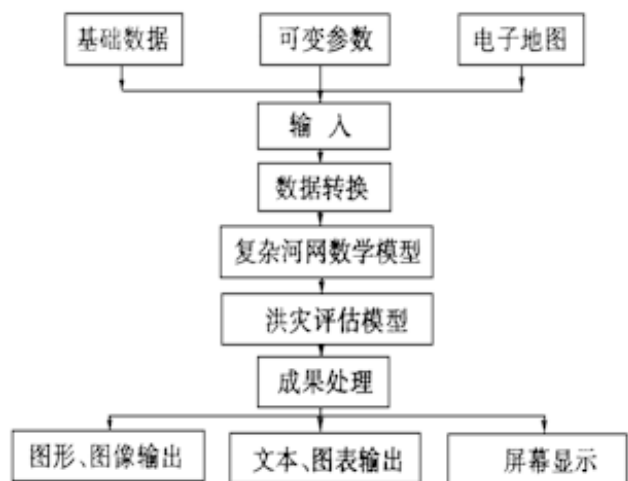 基础数据
可变参数
电子地图
输 入
数据转换
复杂河网数学模型
洪灾评估模型
成果处理
图形、图像输出
文本、图表输出
屏幕显示